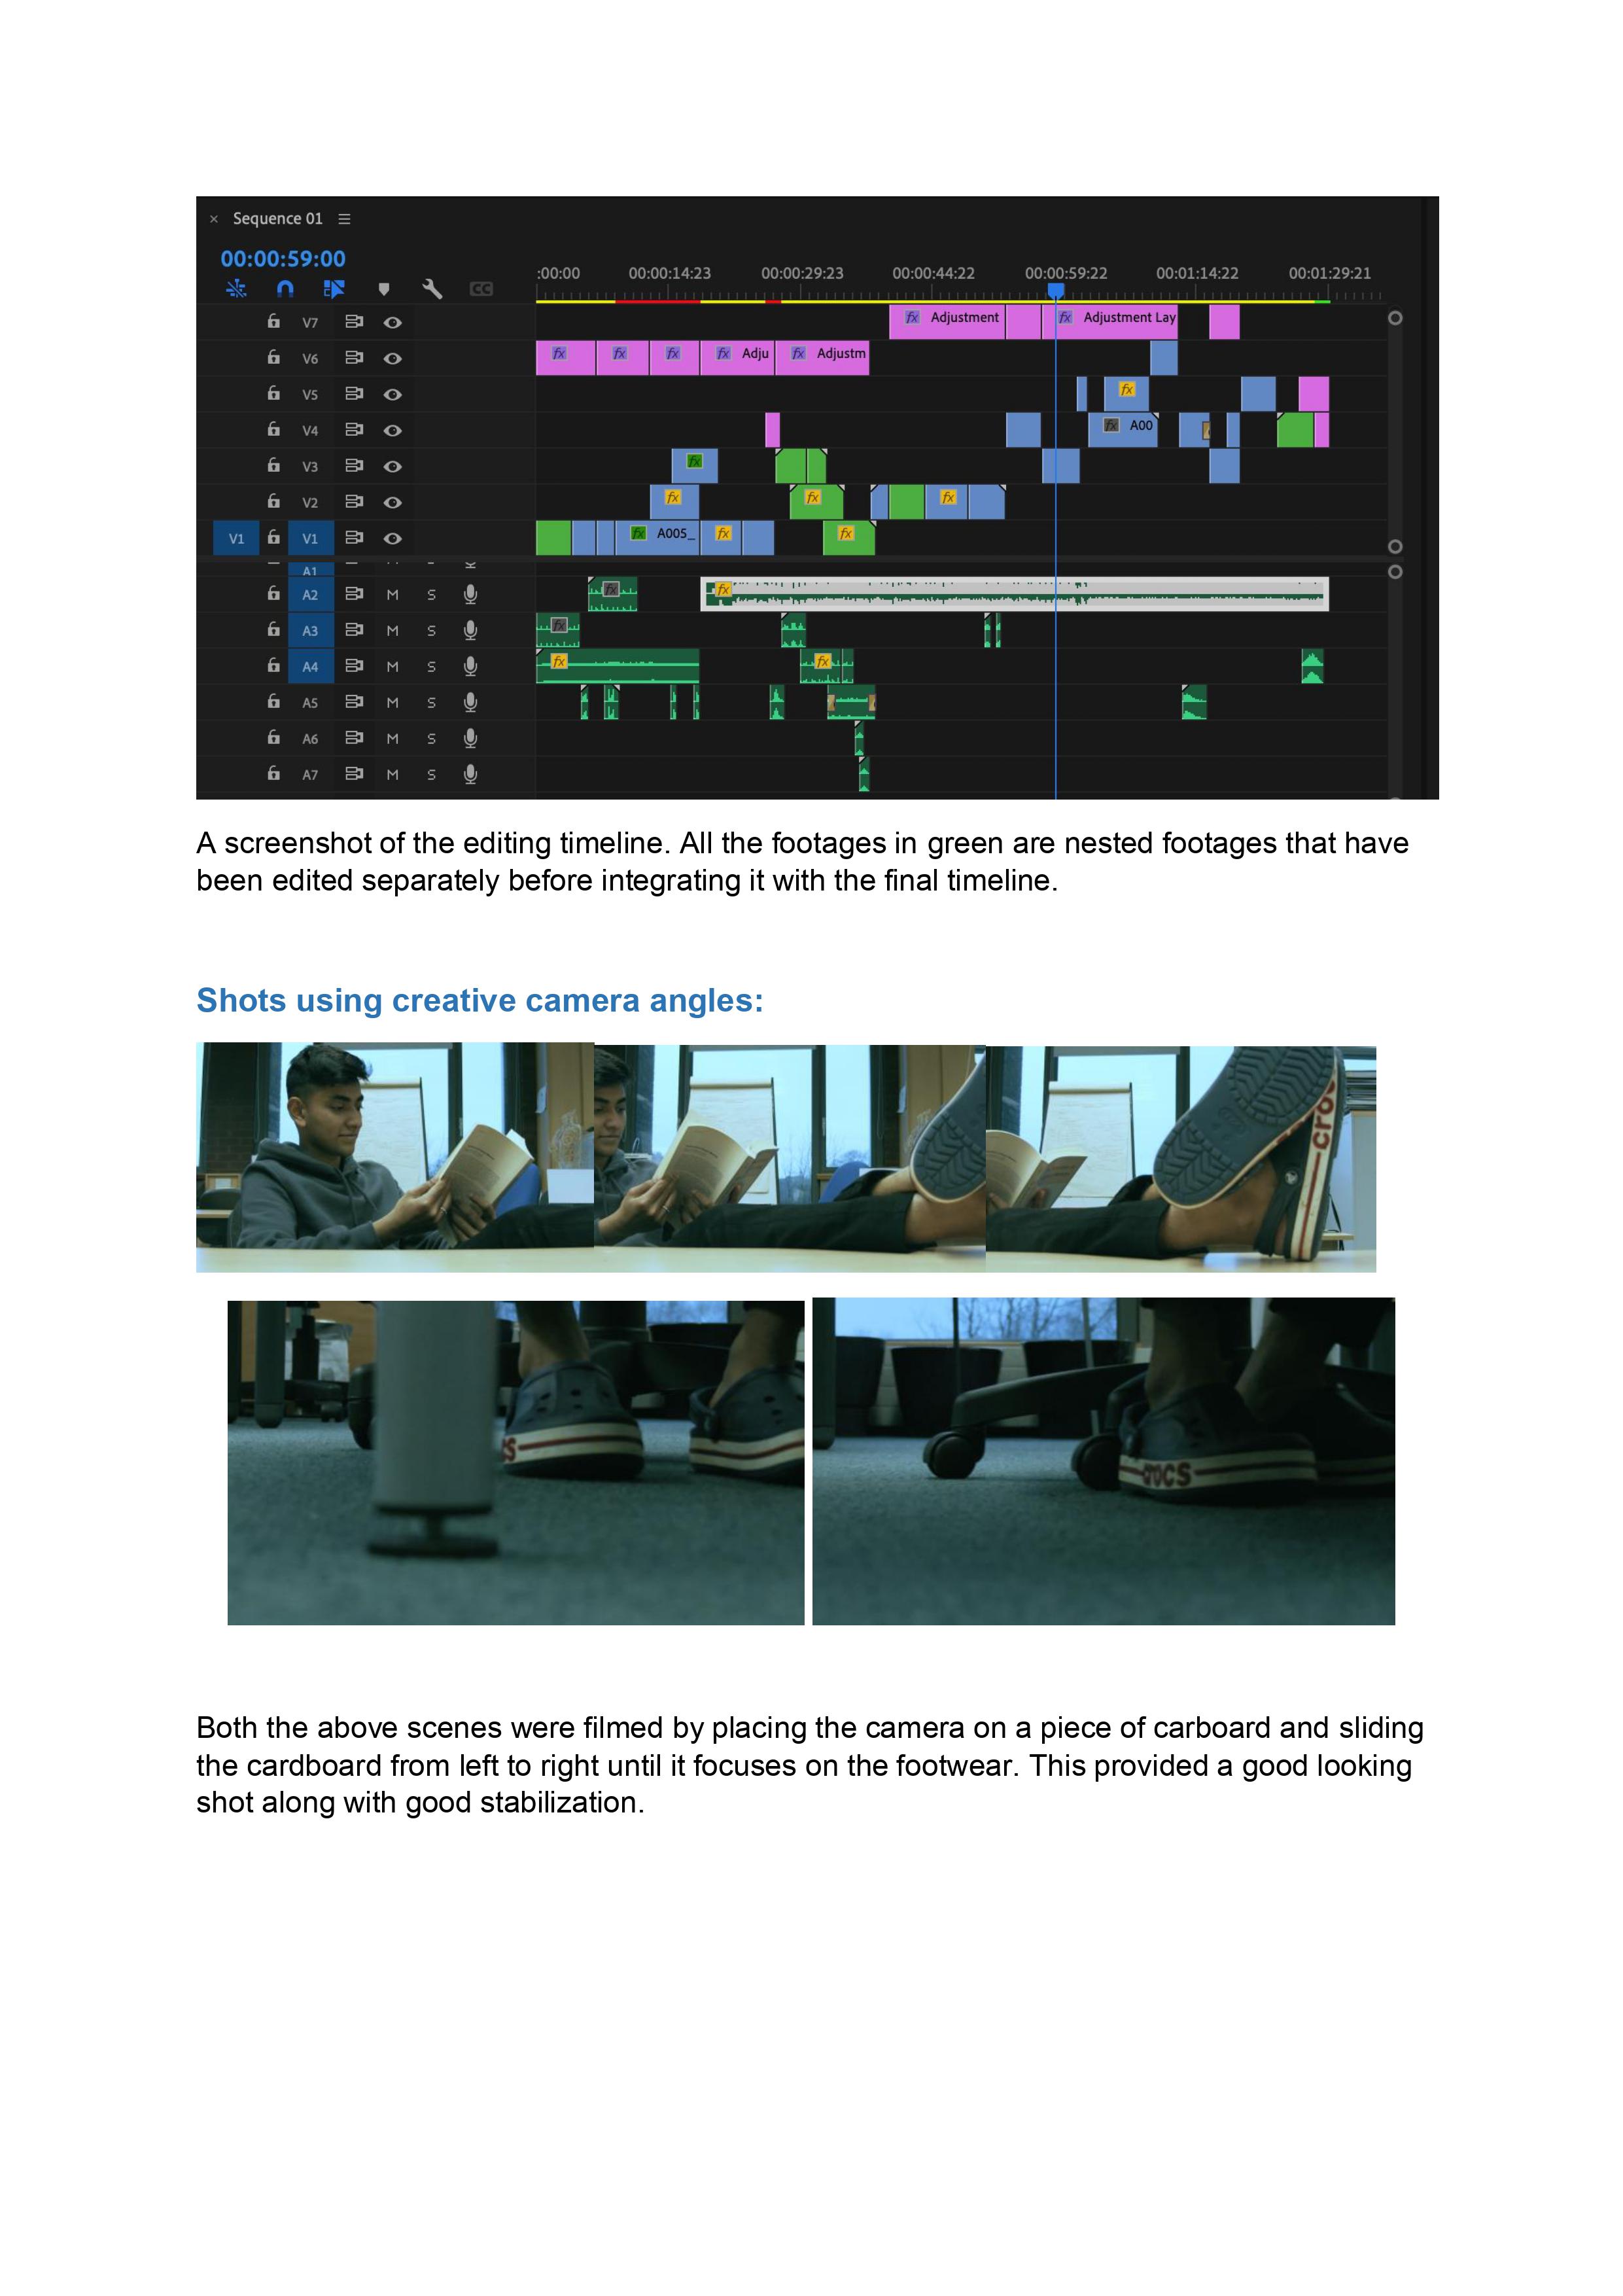 × Sequence 01
00:00:59:00
CC
:00:00 00:00:14:23 00:00:29:23 00:00:44:22 00:00:59:22 00:01:14:22 00:01:29:21
V7 fx Adjustment fx Adjustment Lay
V6 fx fx fx fx Adju fx Adjustm
V5 fx
V4 fx A00
V3 fx
V2 fx fx fx
V1 V1 fx A005_ fx fx
A1
A2 M S fx fx
A3 M S fx
A4 M S fx fx
A5 M S
A6 M S
A7 M S
A screenshot of the editing timeline. All the footages in green are nested footages that have
been edited separately before integrating it with the final timeline.
Shots using creative camera angles:
croc
cs
crocs
Both the above scenes were filmed by placing the camera on a piece of carboard and sliding
the cardboard from left to right until it focuses on the footwear. This provided a good looking
shot along with good stabilization.